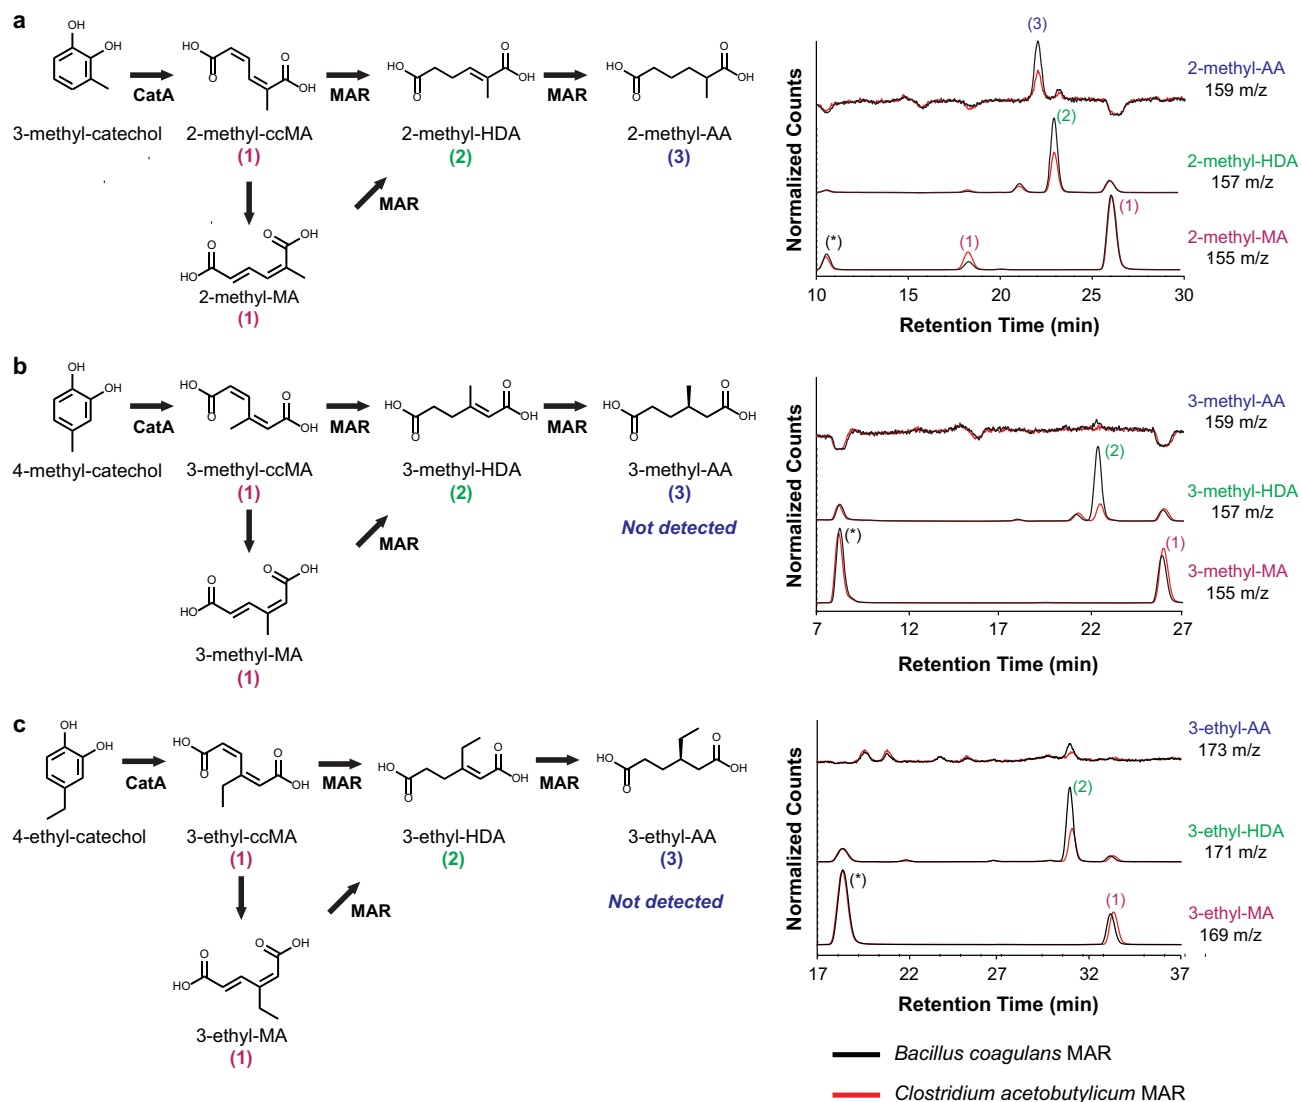 a
OH
OH
3-methyl-catechol
CatA
HO
O
O
OH
2-methyl-ccMA
(1)
MAR
O
HO
OH
O
2-methyl-HDA
(2)
MAR
O
HO
OH
O
2-methyl-AA
(3)
MAR
O
OH
O
HO
2-methyl-MA
(1)
Normalized Counts
(3)
2-methyl-AA
159 m/z
(2)
2-methyl-HDA
157 m/z
(*)
(1)
(1)
2-methyl-MA
155 m/z
10
15
20
26
30
Retention Time (min)
b
OH
OH
4-methyl-catechol
CatA
HO
O
O
OH
3-methyl-ccMA
(1)
MAR
O
HO
OH
O
3-methyl-HDA
(2)
MAR
O
HO
OH
O
3-methyl-AA
(3)
Not detected
MAR
O
OH
O
HO
3-methyl-MA
(1)
Normalized Counts
3-methyl-AA
159 m/z
(2)
3-methyl-HDA
157 m/z
(*)
(1)
3-methyl-MA
155 m/z
7
12
17
22
27
Retention Time (min)
c
OH
OH
4-ethyl-catechol
CatA
HO
O
O
OH
3-ethyl-ccMA
(1)
MAR
O
HO
OH
O
3-ethyl-HDA
(2)
MAR
O
HO
OH
O
3-ethyl-AA
(3)
Not detected
MAR
O
OH
O
HO
3-ethyl-MA
(1)
Normalized Counts
3-ethyl-AA
173 m/z
(2)
3-ethyl-HDA
171 m/z
(*)
(1)
3-ethyl-MA
169 m/z
17
22
27
32
37
Retention Time (min)
Bacillus coagulans MAR
Clostridium acetobutylicum MAR